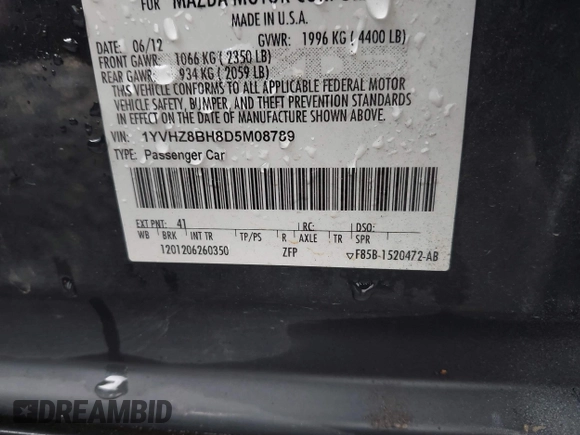 FOR MAZDA MOTOR
MADE IN U.S.A.
DATE: 06/12 GVWR: 1996 KG ( 4400 LB)
FRONT GAWR: 1066 KG ( 2350 LB)
REAR GAWR: 934 KG ( 2059 LB)
THIS VEHICLE CONFORMS TO ALL APPLICABLE FEDERAL MOTOR
VEHICLE SAFETY, BUMPER, AND THEFT PREVENTION STANDARDS
IN EFFECT ON THE DATE OF MANUFACTURE SHOWN ABOVE.
VIN: 1YVHZ8BH8D5M08789
TYPE: Passenger Car
EXT PNT: 41 RC: DSO:
WB BRK INT TR TP/PS R AXLE TR SPR
1201206260350 ZFP ▽F85B-1520472-AB
DREAMBID